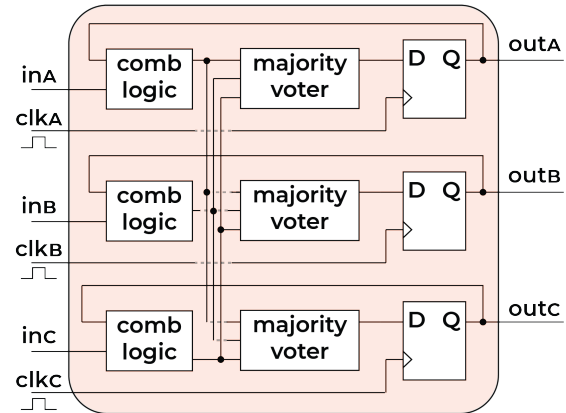 comb
logic
majority
voter
D Q
outA
inA
clkA
comb
logic
majority
voter
D Q
outB
inB
clkB
comb
logic
majority
voter
D Q
outC
inC
clkC